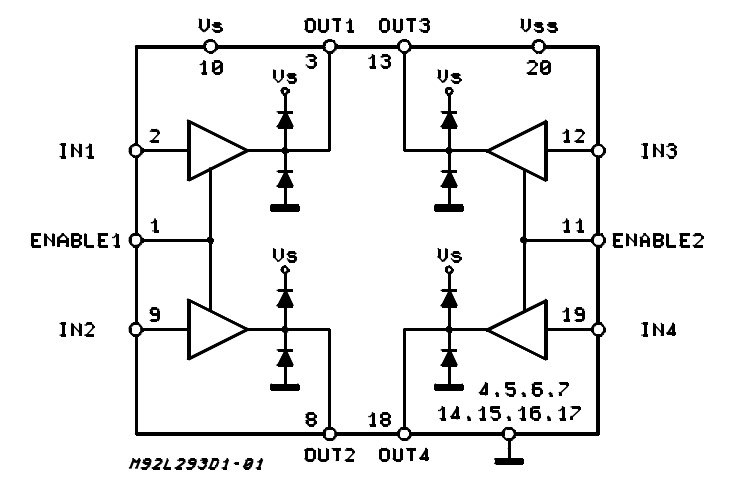 Vs OUT1 OUT3 Vss
10 3 13 20
Vs Vs
IN1 2 12 IN3
ENABLE1 1 11 ENABLE2
Vs Vs
IN2 9 19 IN4
4.5.6.7
8 18 14.15.16.17
OUT2 OUT4
M92L293D1-01